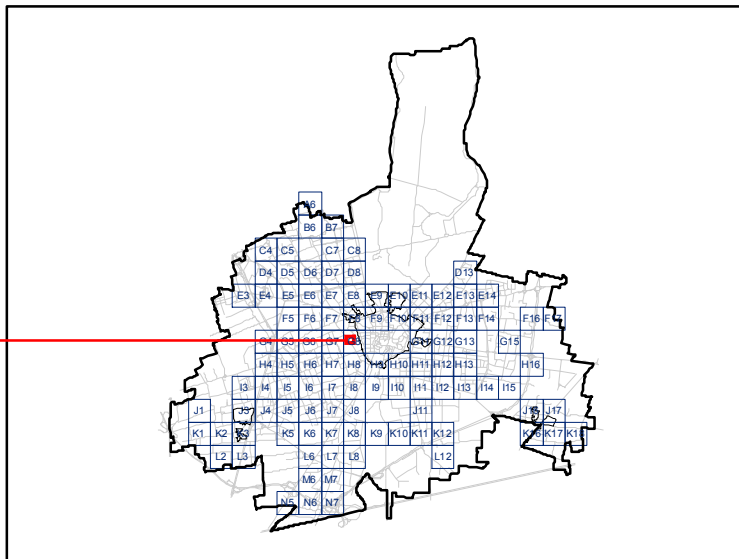 A6
B6 B7
C4 C5 C7 C8
D4 D5 D6 D7 D8 D13
E3 E4 E5 E6 E7 E8 E9 E10 E11 E12 E13 E14
F5 F6 F7 F8 F9 F10 F11 F12 F13 F14 F16 F17
G4 G5 G6 G7 G12 G13 G15
H4 H5 H6 H7 H8 H9 H10 H11 H12 H13 H16
I3 I4 I5 I6 I7 I8 I9 I10 I11 I12 I13 I14 I15
J1 J3 J4 J5 J6 J7 J8 J11 J16 J17
K1 K2 K5 K6 K7 K8 K9 K10 K11 K12 K16 K17 K18
L2 L3 L6 L7 L8 L12
M6 M7
N5 N6 N7